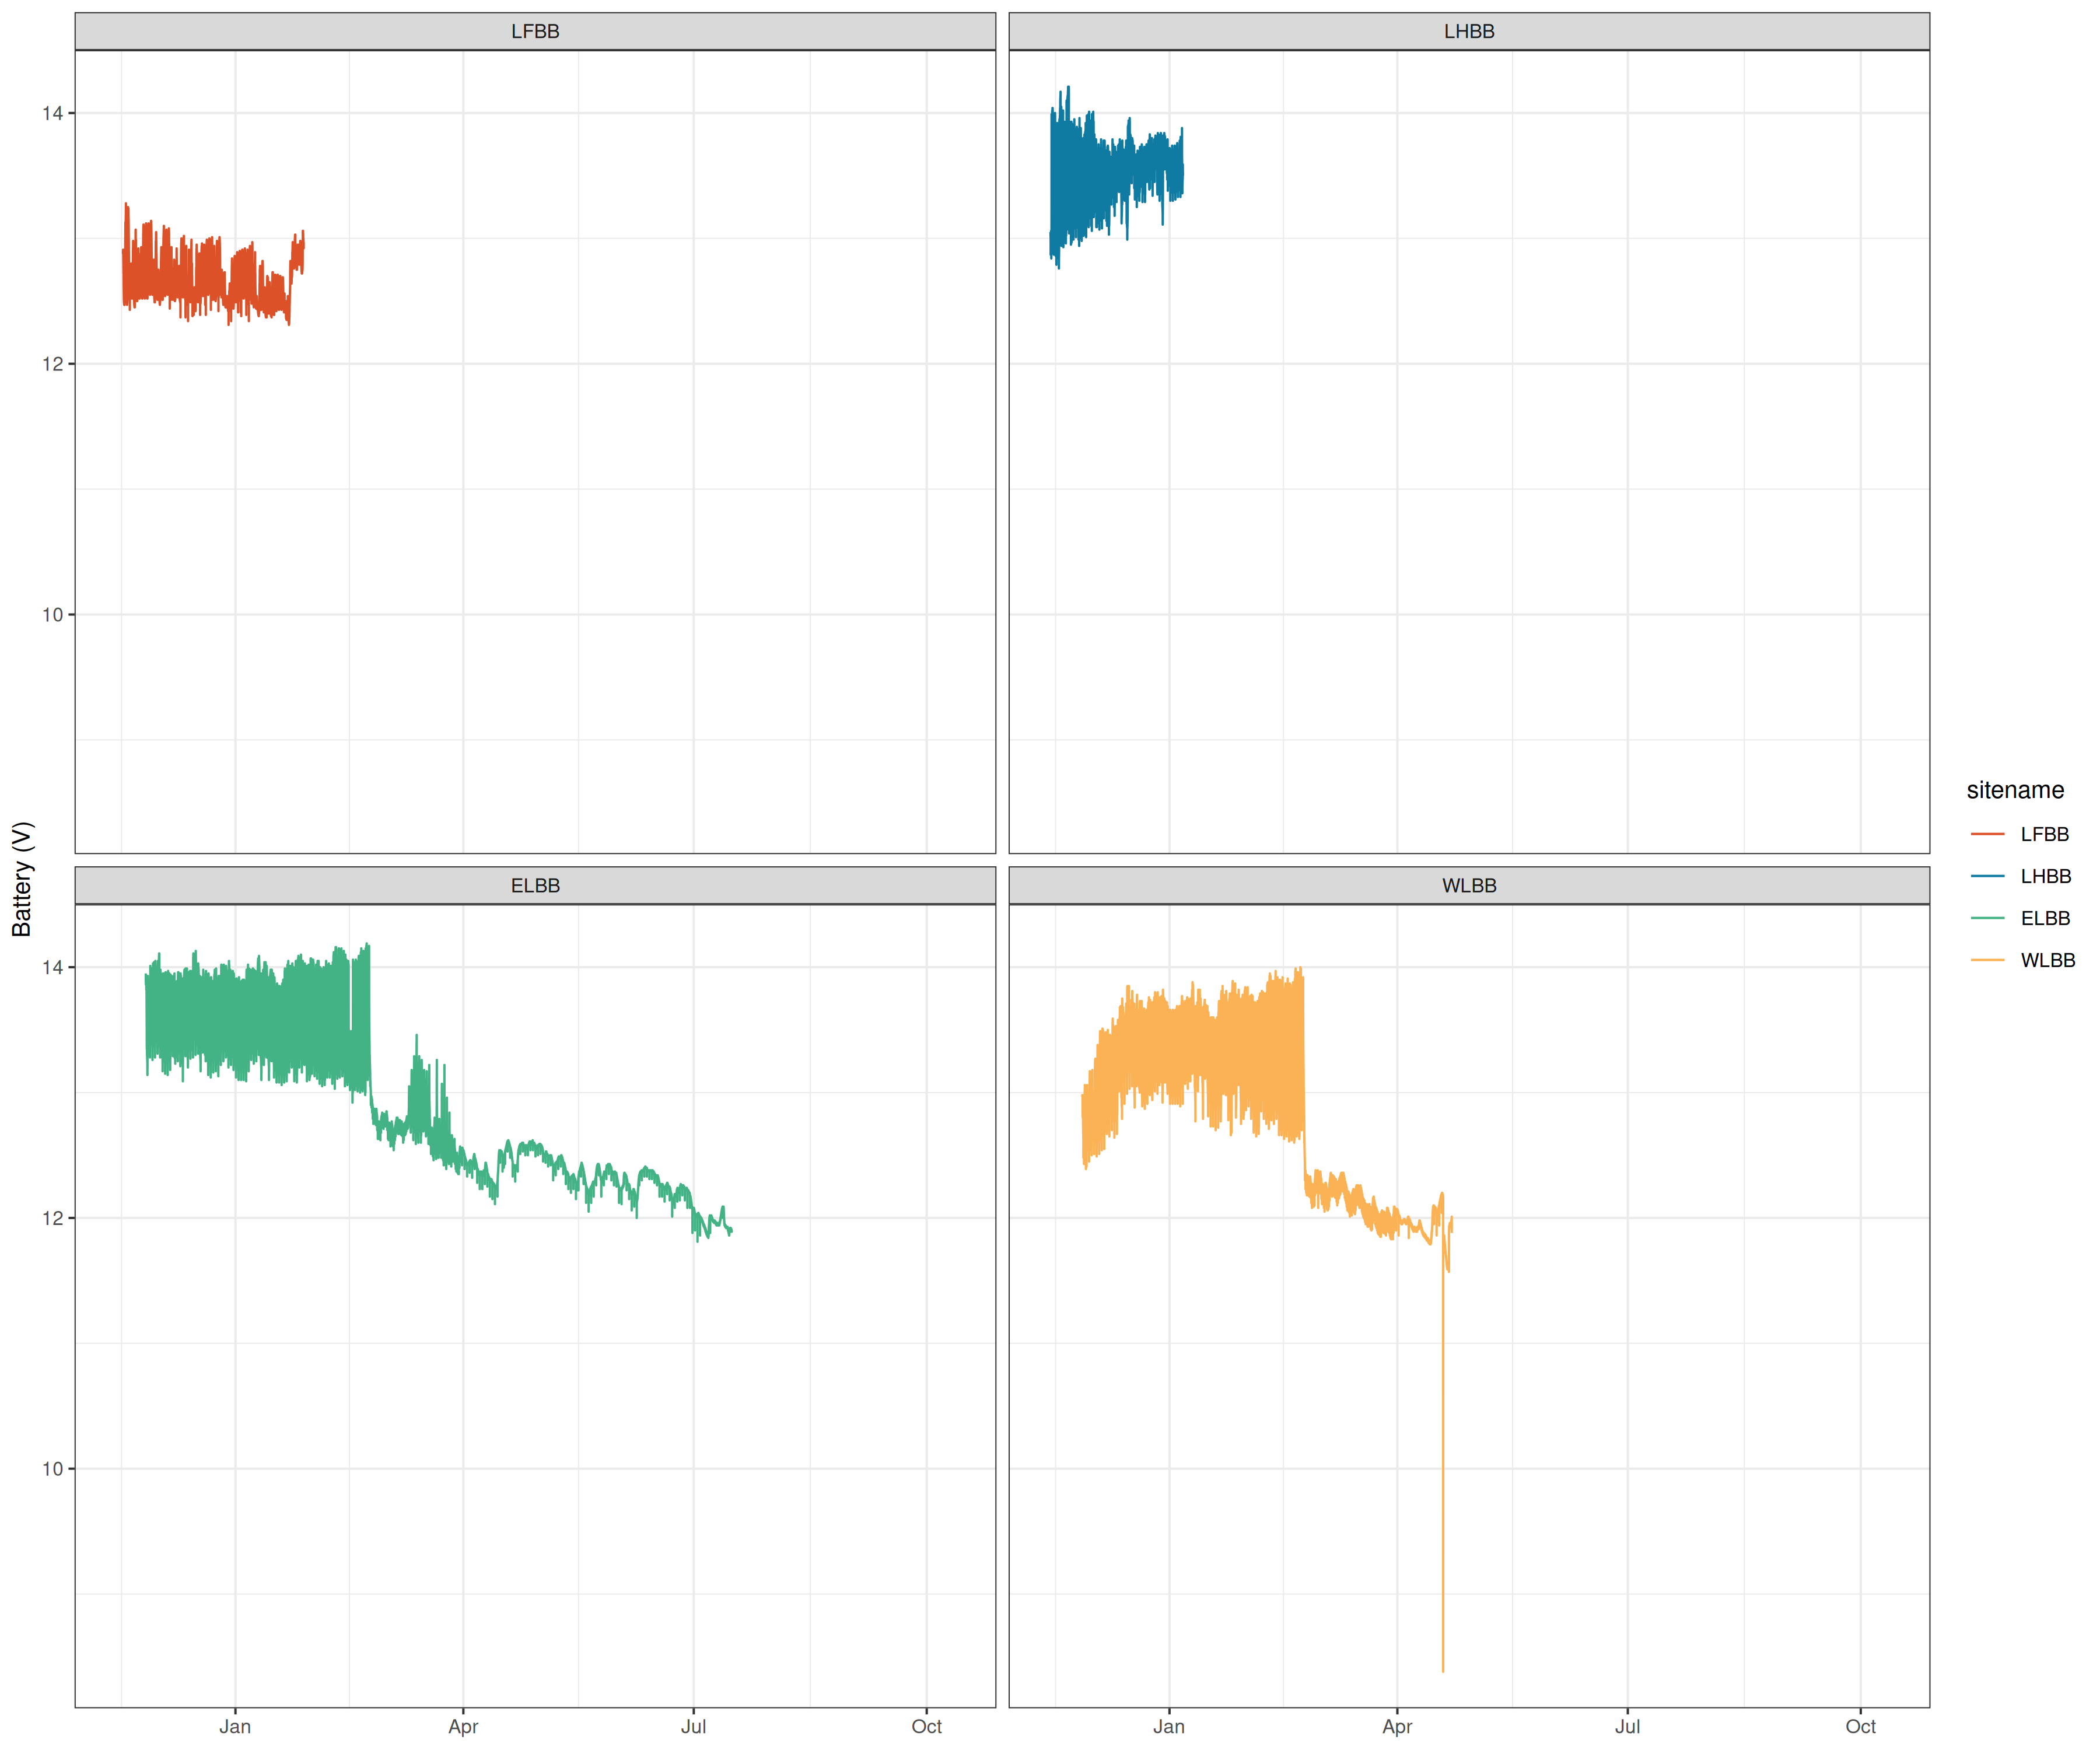 LFBB
LHBB
14
12
10
ELBB
WLBB
14
12
10
Jan
Apr
Jul
Oct
Jan
Apr
Jul
Oct
Battery (V)
sitename
LFBB
LHBB
ELBB
WLBB